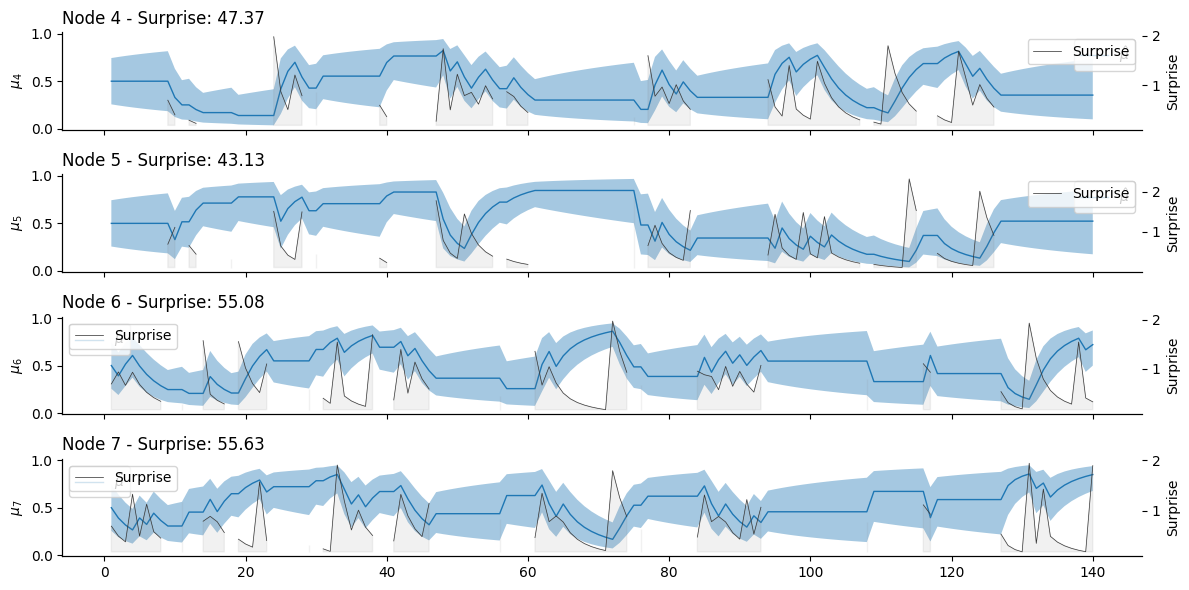 Node 4 - Surprise: 47.37
1.0
0.5
0.0
μ4
Surprise
2
1
Surprise
Node 5 - Surprise: 43.13
1.0
0.5
0.0
μ5
Surprise
2
1
Surprise
Node 6 - Surprise: 55.08
1.0
0.5
0.0
μ6
Surprise
2
1
Surprise
Node 7 - Surprise: 55.63
1.0
0.5
0.0
μ7
Surprise
2
1
Surprise
0 20 40 60 80 100 120 140